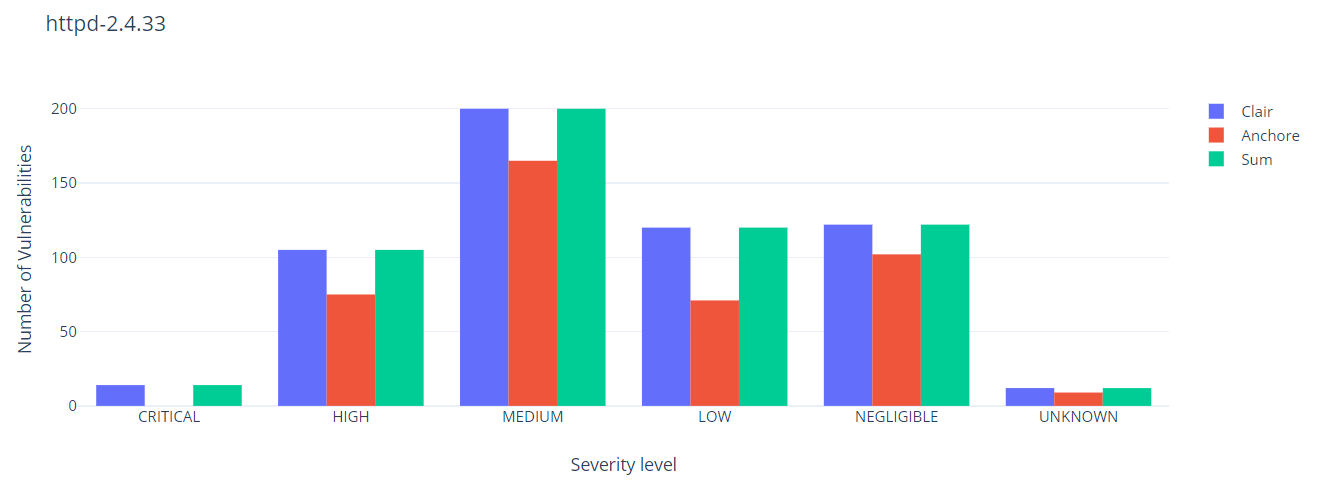 httpd-2.4.33
Number of Vulnerabilities
200
150
100
50
0
CRITICAL
HIGH
MEDIUM
LOW
NEGLIGIBLE
UNKNOWN
Severity level
Clair
Anchore
Sum